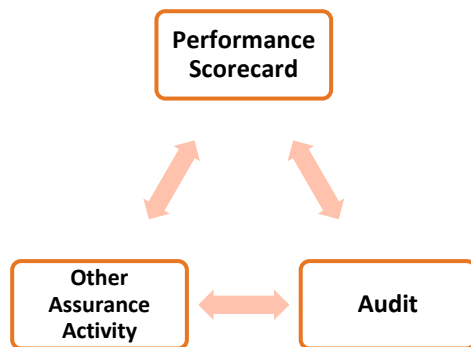 Performance
Scorecard
Other
Assurance
Activity
Audit